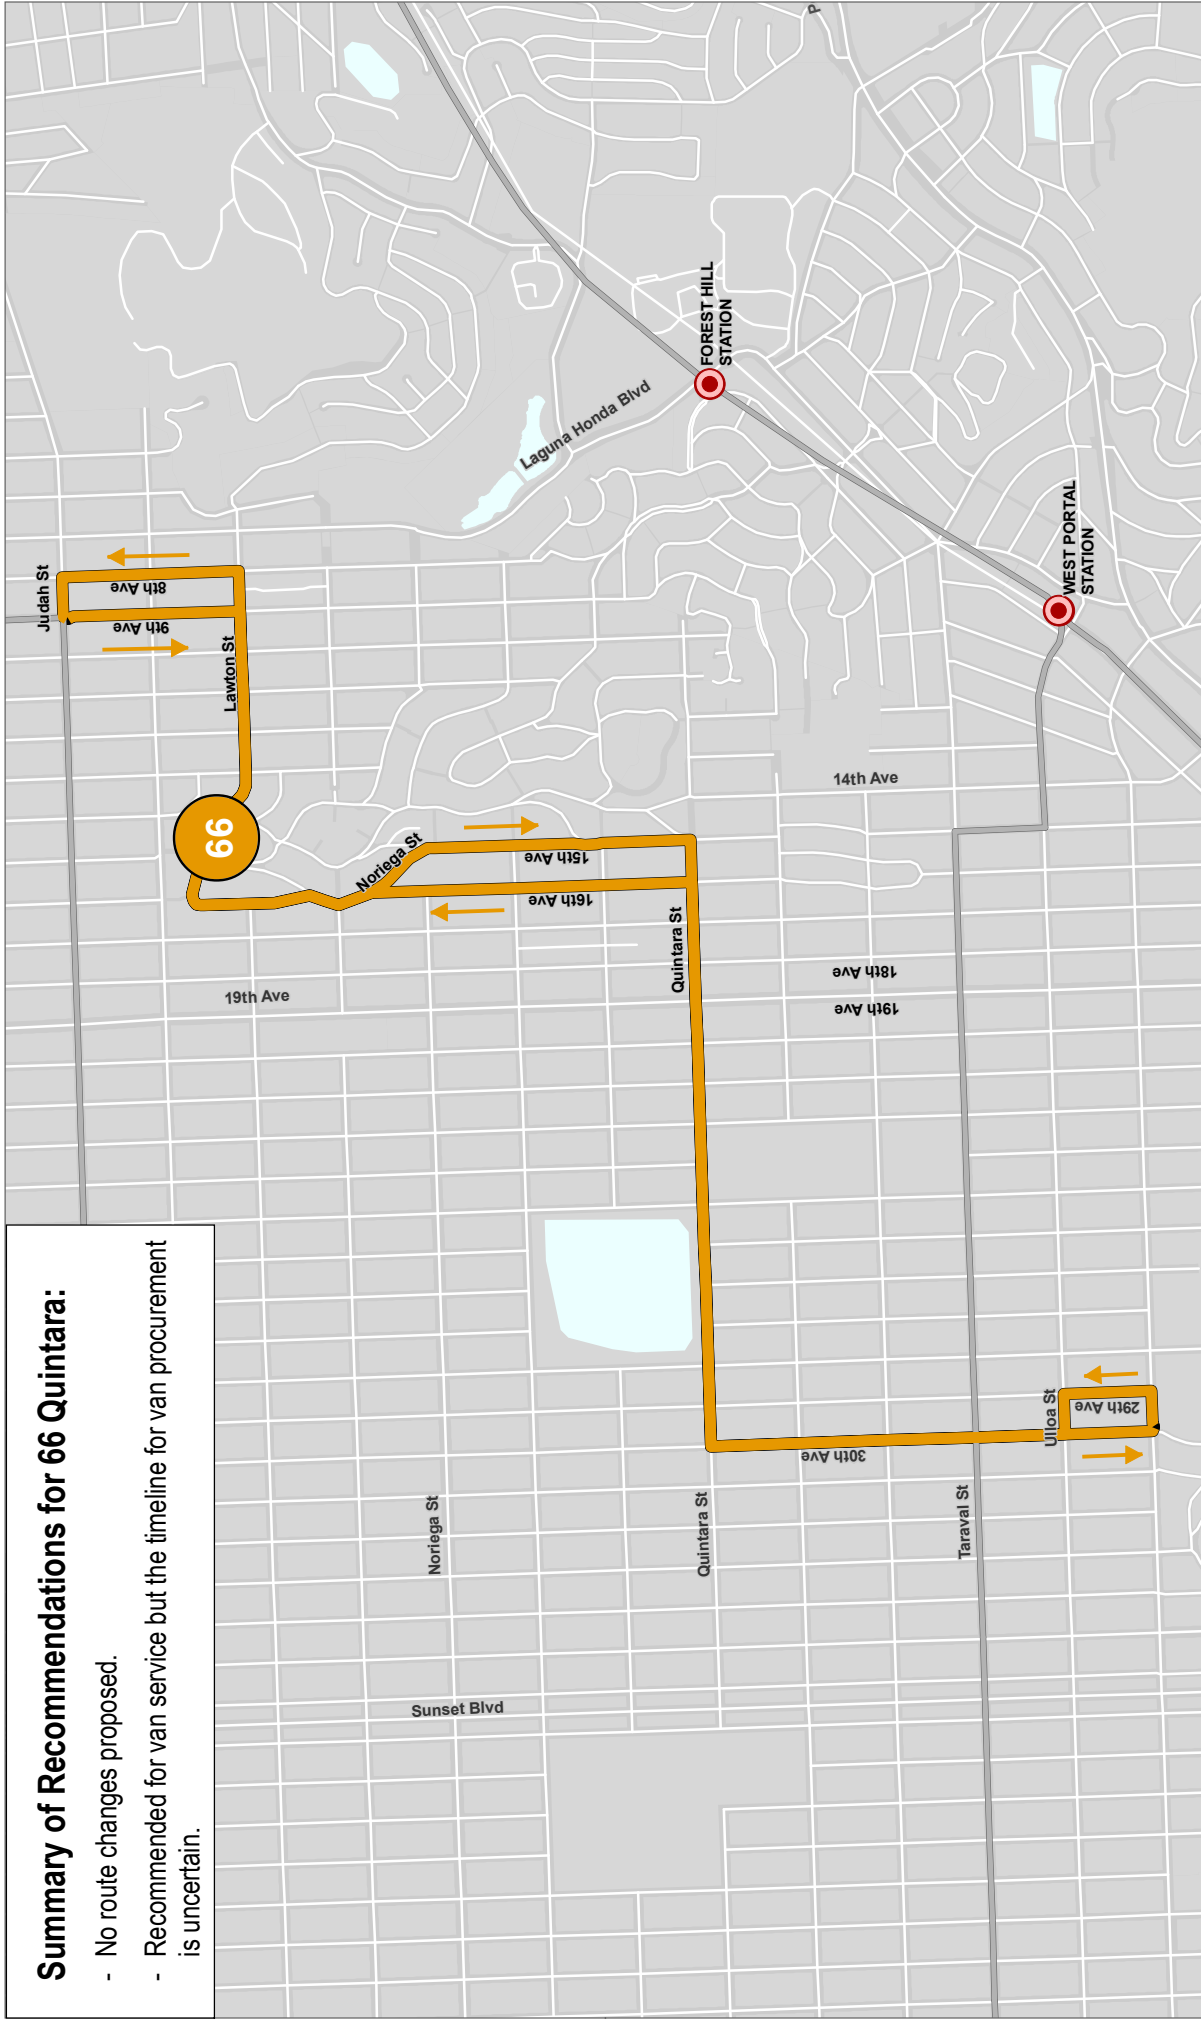 Summary of Recommendations for 66 Quintara:
- No route changes proposed.
- Recommended for van service but the timeline for van procurement
is uncertain.
Judah St
8th Ave
9th Ave
Lawton St
66
Noriega St
15th Ave
16th Ave
Quintara St
19th Ave
18th Ave
19th Ave
14th Ave
Laguna Honda Blvd
FOREST HILL
STATION
WEST PORTAL
STATION
P
Ulloa St
29th Ave
30th Ave
Noriega St
Quintara St
Taraval St
Sunset Blvd